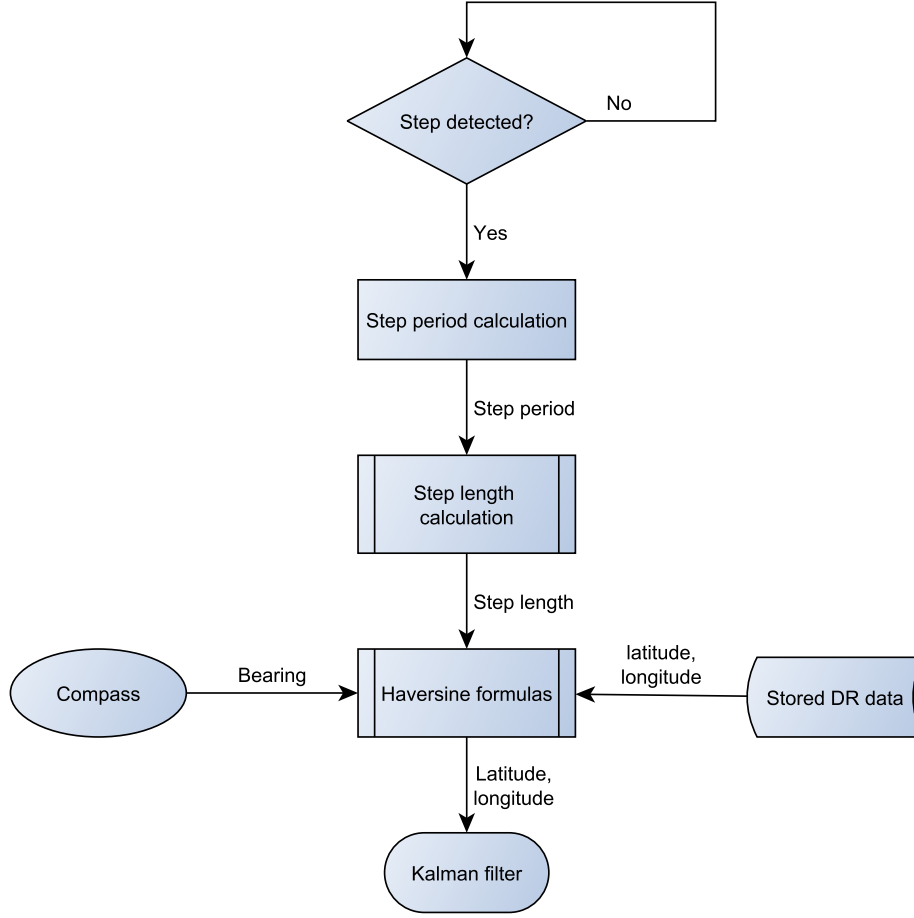 No
Step detected?
Yes
Step period calculation
Step period
Step length
calculation
Step length
latitude,
longitude
Bearing
Compass
Haversine formulas
Stored DR data
Latitude,
longitude
Kalman filter